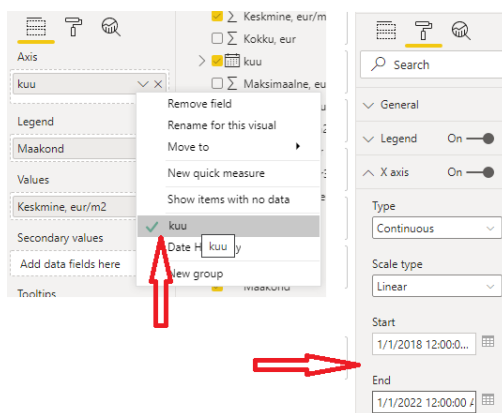 Axis
kuu
Legend
Maakond
Values
Keskmine, eur/m2
Secondary values
Add data fields here
Tooltips
Keskmine, eur/m
Kokku, eur
kuu
Maksimaalne, eu
Maakond
Remove field
Rename for this visual
Move to
New quick measure
Show items with no data
kuu
Date H
kuu
y
New group
Search
General
Legend On
X axis On
Type
Continuous
Scale type
Linear
Start
1/1/2018 12:00:0...
End
1/1/2022 12:00:00 A